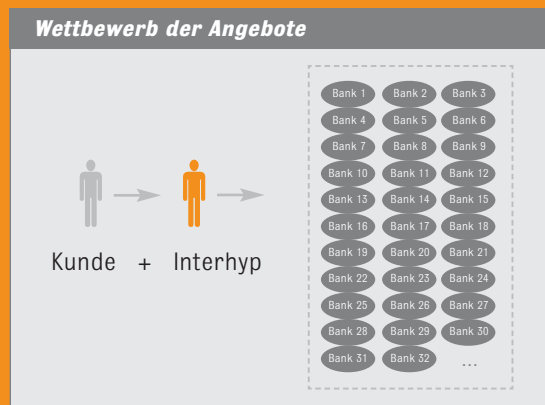 Wettbewerb der Angebote
Bank 1 Bank 2 Bank 3
Bank 4 Bank 5 Bank 6
Bank 7 Bank 8 Bank 9
Bank 10 Bank 11 Bank 12
Bank 13 Bank 14 Bank 15
Bank 16 Bank 17 Bank 18
Bank 19 Bank 20 Bank 21
Bank 22 Bank 23 Bank 24
Bank 25 Bank 26 Bank 27
Bank 28 Bank 29 Bank 30
Bank 31 Bank 32 ...
Kunde + Interhyp